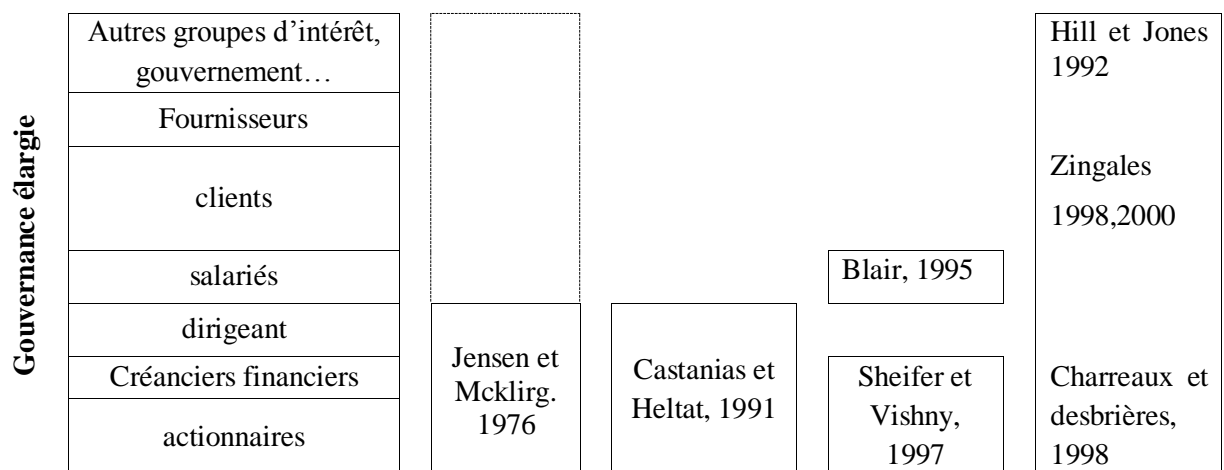 Gouvernance élargie
Autres groupes d’intérêt,
gouvernement…
Fournisseurs
clients
salariés
dirigeant
Créanciers financiers
actionnaires
Jensen et
Mcklirg.
1976
Castanias et
Heltat, 1991
Blair, 1995
Sheifer et
Vishny,
1997
Hill et Jones
1992
Zingales
1998,2000
Charreaux et
desbrières,
1998